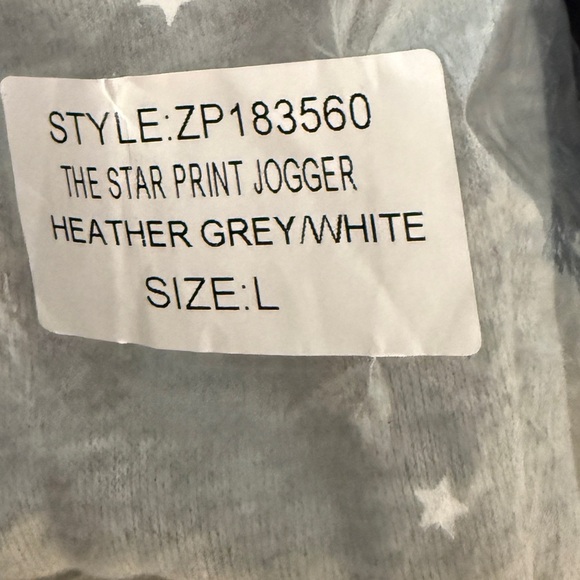 STYLE:ZP183560
THE STAR PRINT JOGGER
HEATHER GREY/WHITE
SIZE:L